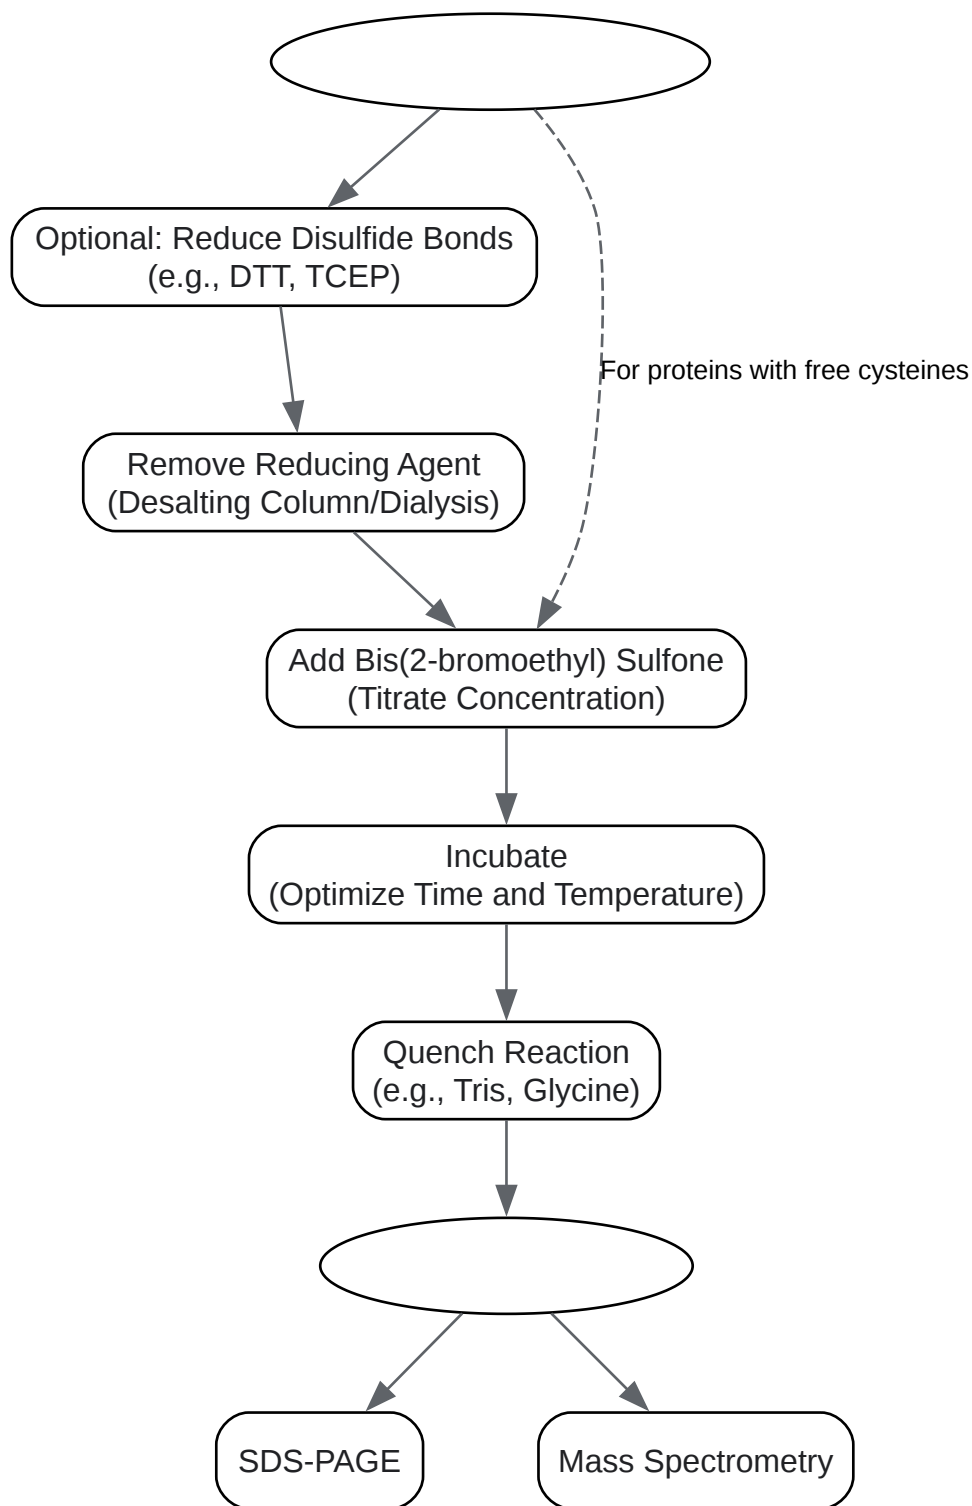 Optional: Reduce Disulfide Bonds
(e.g., DTT, TCEP)
For proteins with free cysteines
Remove Reducing Agent
(Desalting Column/Dialysis)
Add Bis(2-bromoethyl) Sulfone
(Titrate Concentration)
Incubate
(Optimize Time and Temperature)
Quench Reaction
(e.g., Tris, Glycine)
SDS-PAGE
Mass Spectrometry